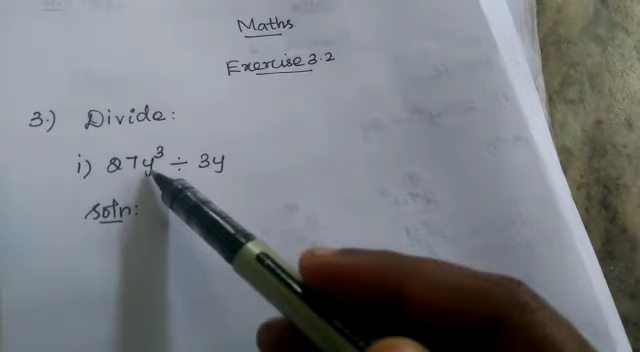 Maths
Exercise 3.2
3.) Divide:
i) 27y³ ÷ 3y
Soln: